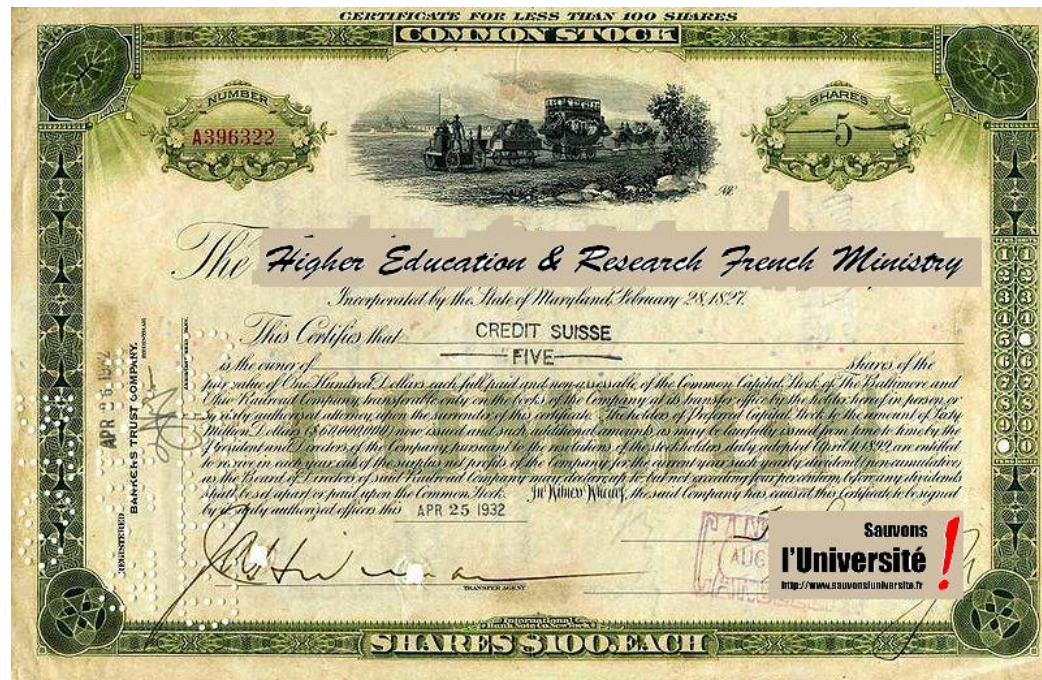 CERTIFICATE FOR LESS THAN 100 SHARES
COMMON STOCK
NUMBER
A396322
SHARES
5
The Higher Education & Research French Ministry
Incorporated by the State of Maryland, February 28, 1827.
This Certifies that CREDIT SUISSE
is the owner of FIVE Shares of the
par value of One Hundred Dollars each, full paid and non-assessable, of the Common Capital Stock of The Baltimore and
Ohio Railroad Company, transferable only on the books of the Company at its transfer office by the holder hereof in person or
by duly authorized attorney upon the surrender of this certificate. The holders of Preferred Capital Stock to the amount of Sixty
Million Dollars ($60,000,000) now issued and such additional amounts as may be lawfully issued from time to time by the
President and Directors of the Company, pursuant to the resolutions of the stockholders duly adopted April 11, 1899, are entitled
to receive in each year out of the surplus net profits of the Company for the current year such yearly dividend (non-cumulative)
as the Board of Directors of said Railroad Company may declare, up to but not exceeding four per centum, before any dividends
shall be set apart or paid upon the Common Stock. In Witness Whereof, the said Company has caused this Certificate to be signed
by its duly authorized officers this APR 25 1932
TRANSFER AGENT
REGISTERED
APR 26 1932
BANKERS TRUST COMPANY,
REGISTRAR
AUG
Sauvons
l'Université !
http://www.sauvonsluniversite.fr
International
Bank Note Co. New York
SHARES $100. EACH